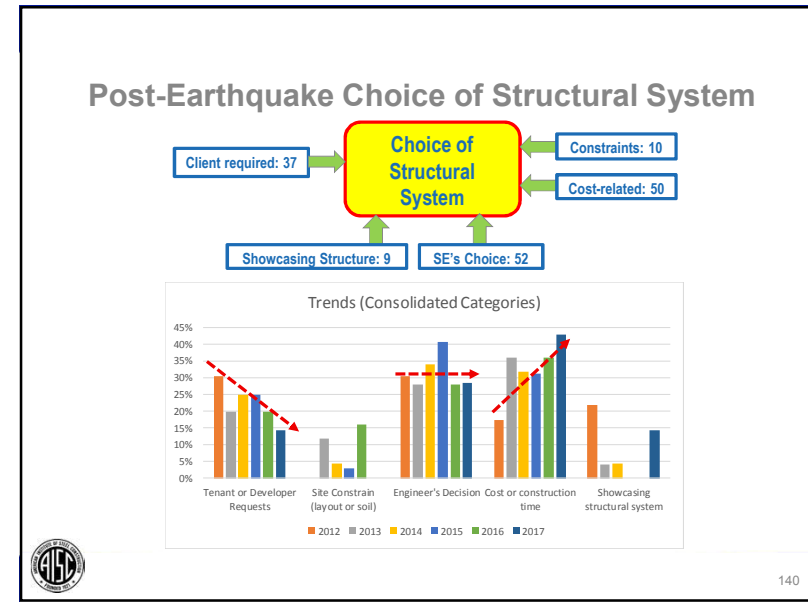 Post-Earthquake Choice of Structural System
Choice of
Structural
System
Client required: 37
Constraints: 10
Cost-related: 50
Showcasing Structure: 9
SE's Choice: 52
Trends (Consolidated Categories)
45%
40%
35%
30%
25%
20%
15%
10%
5%
0%
Tenant or Developer
Requests
Site Constrain
(layout or soil)
Engineer's Decision
Cost or construction
time
Showcasing
structural system
2012 2013 2014 2015 2016 2017
AISC
140